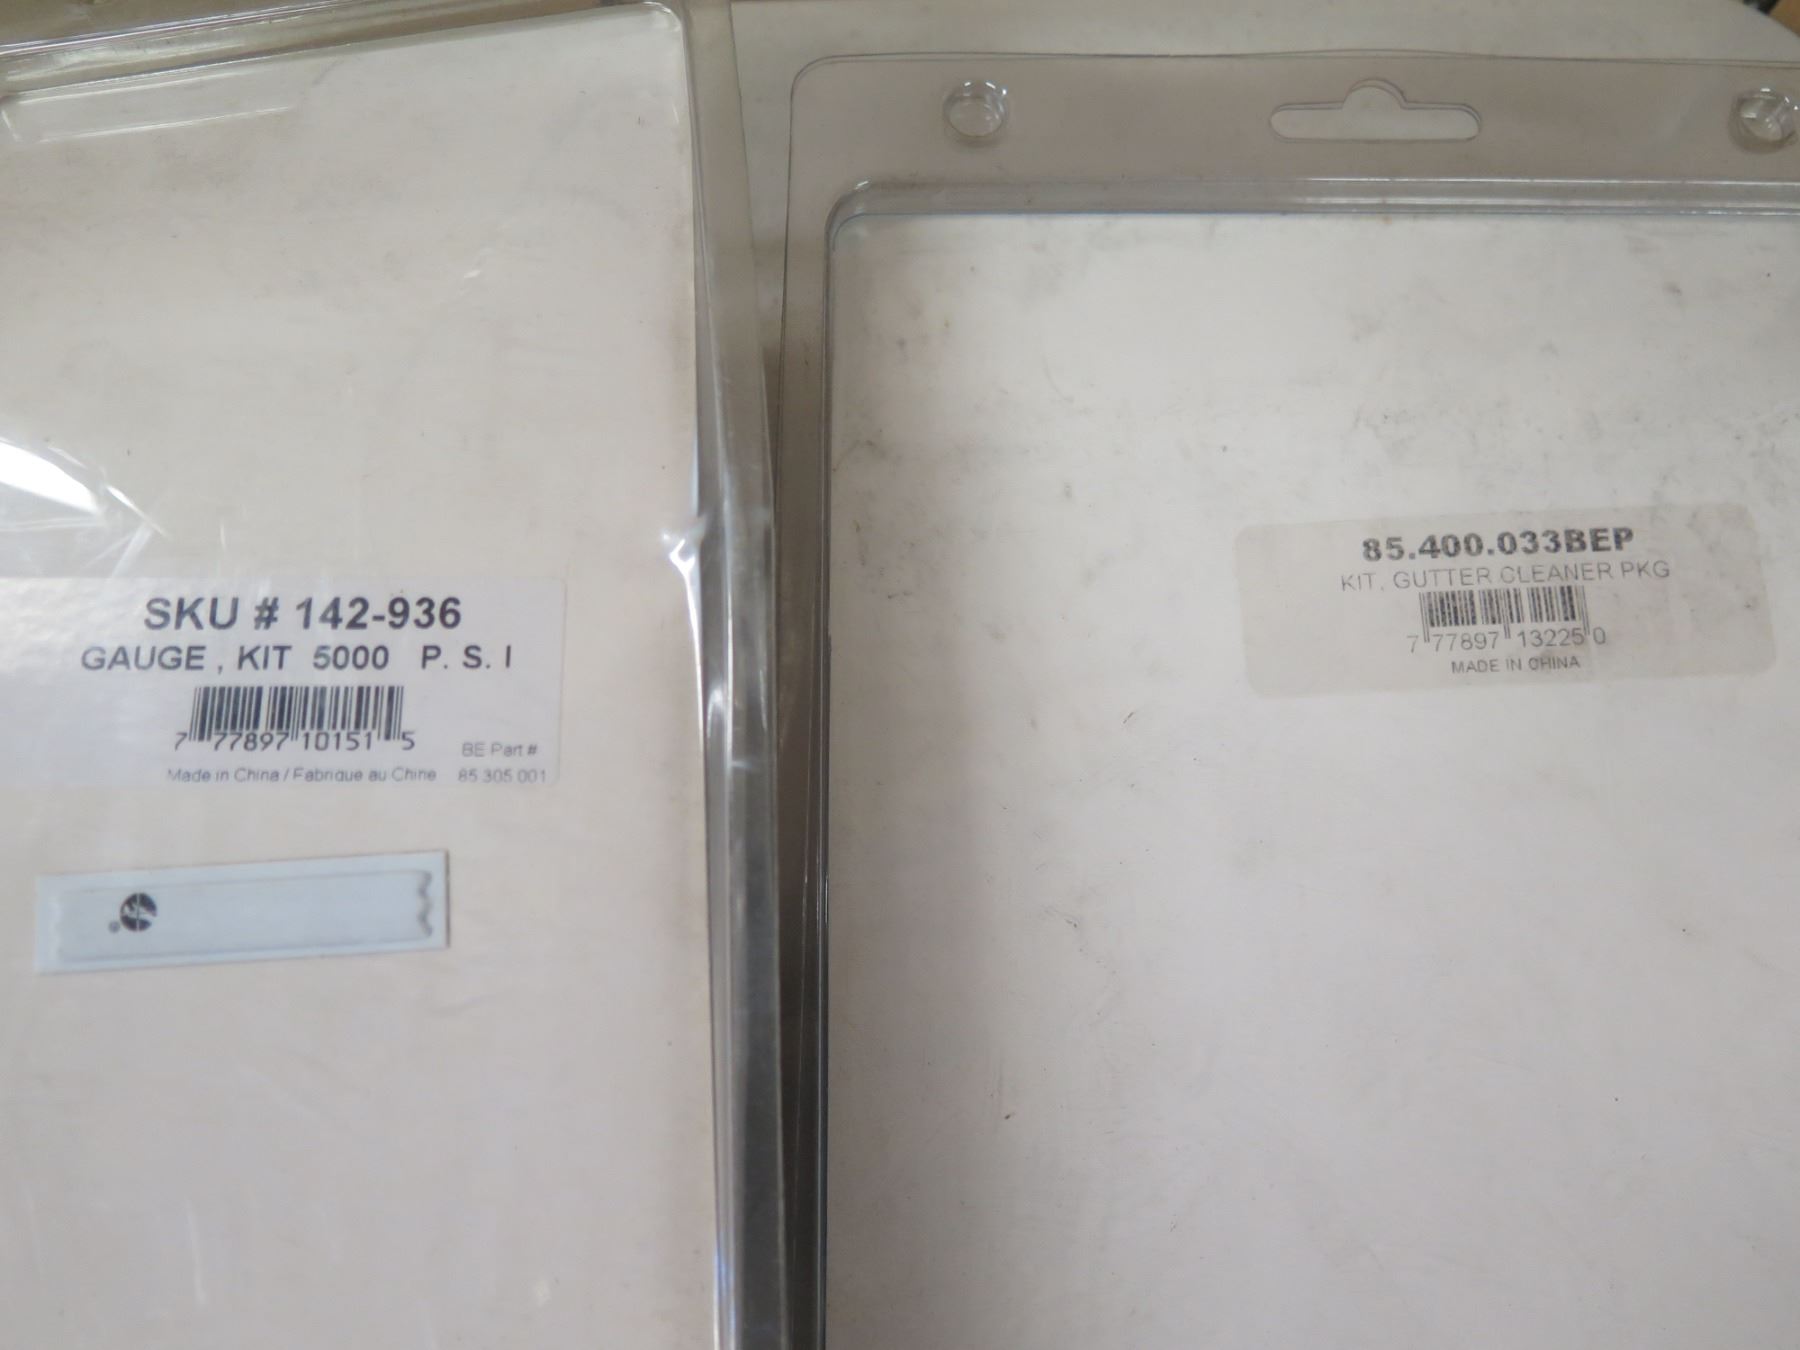 SKU # 142-936
GAUGE , KIT 5000 P. S. I
7 77897 10151 5
BE Part #
Made in China / Fabrique au Chine 85.305.001
85.400.033BEP
KIT, GUTTER CLEANER PKG
7 77897 13225 0
MADE IN CHINA